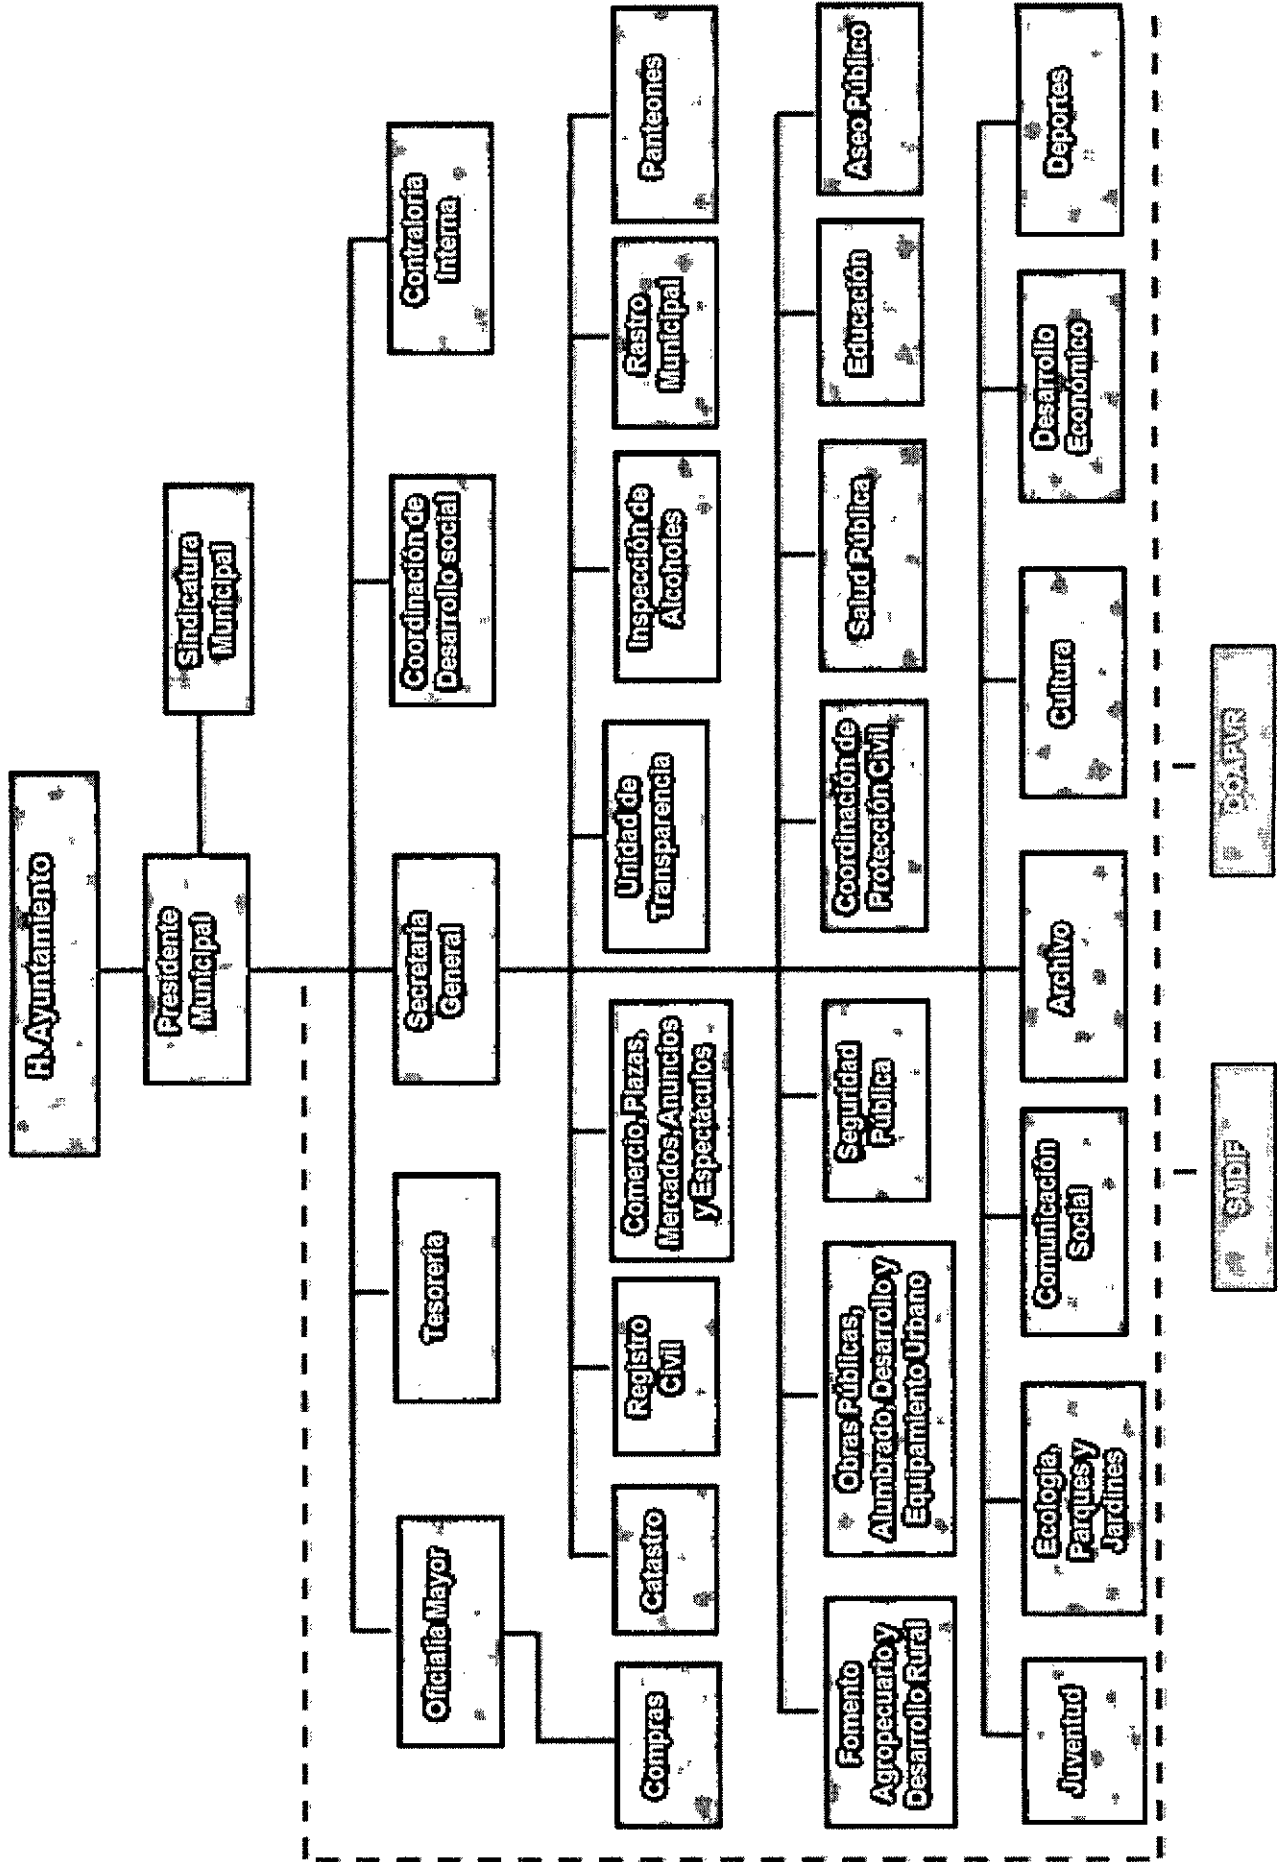 H. Ayuntamiento
Presidente
Municipal
Sindicatura
Municipal
Oficialía Mayor
Tesorería
Secretaria
General
Coordinación de
Desarrollo social
Contraloría
Interna
Compras
Catastro
Registro
Civil
Comercio, Plazas,
Mercados, Anuncios
y Espectáculos
Unidad de
Transparencia
Inspección de
Alcoholes
Rastro
Municipal
Panteones
Fomento
Agropecuario y
Desarrollo Rural
Obras Públicas,
Alumbrado, Desarrollo y
Equipamiento Urbano
Seguridad
Pública
Coordinación de
Protección Civil
Salud Pública
Educación
Aseo Público
Juventud
Ecología,
Parques y
Jardines
Comunicación
Social
Archivo
Cultura
Desarrollo
Económico
Deportes
SMDIF